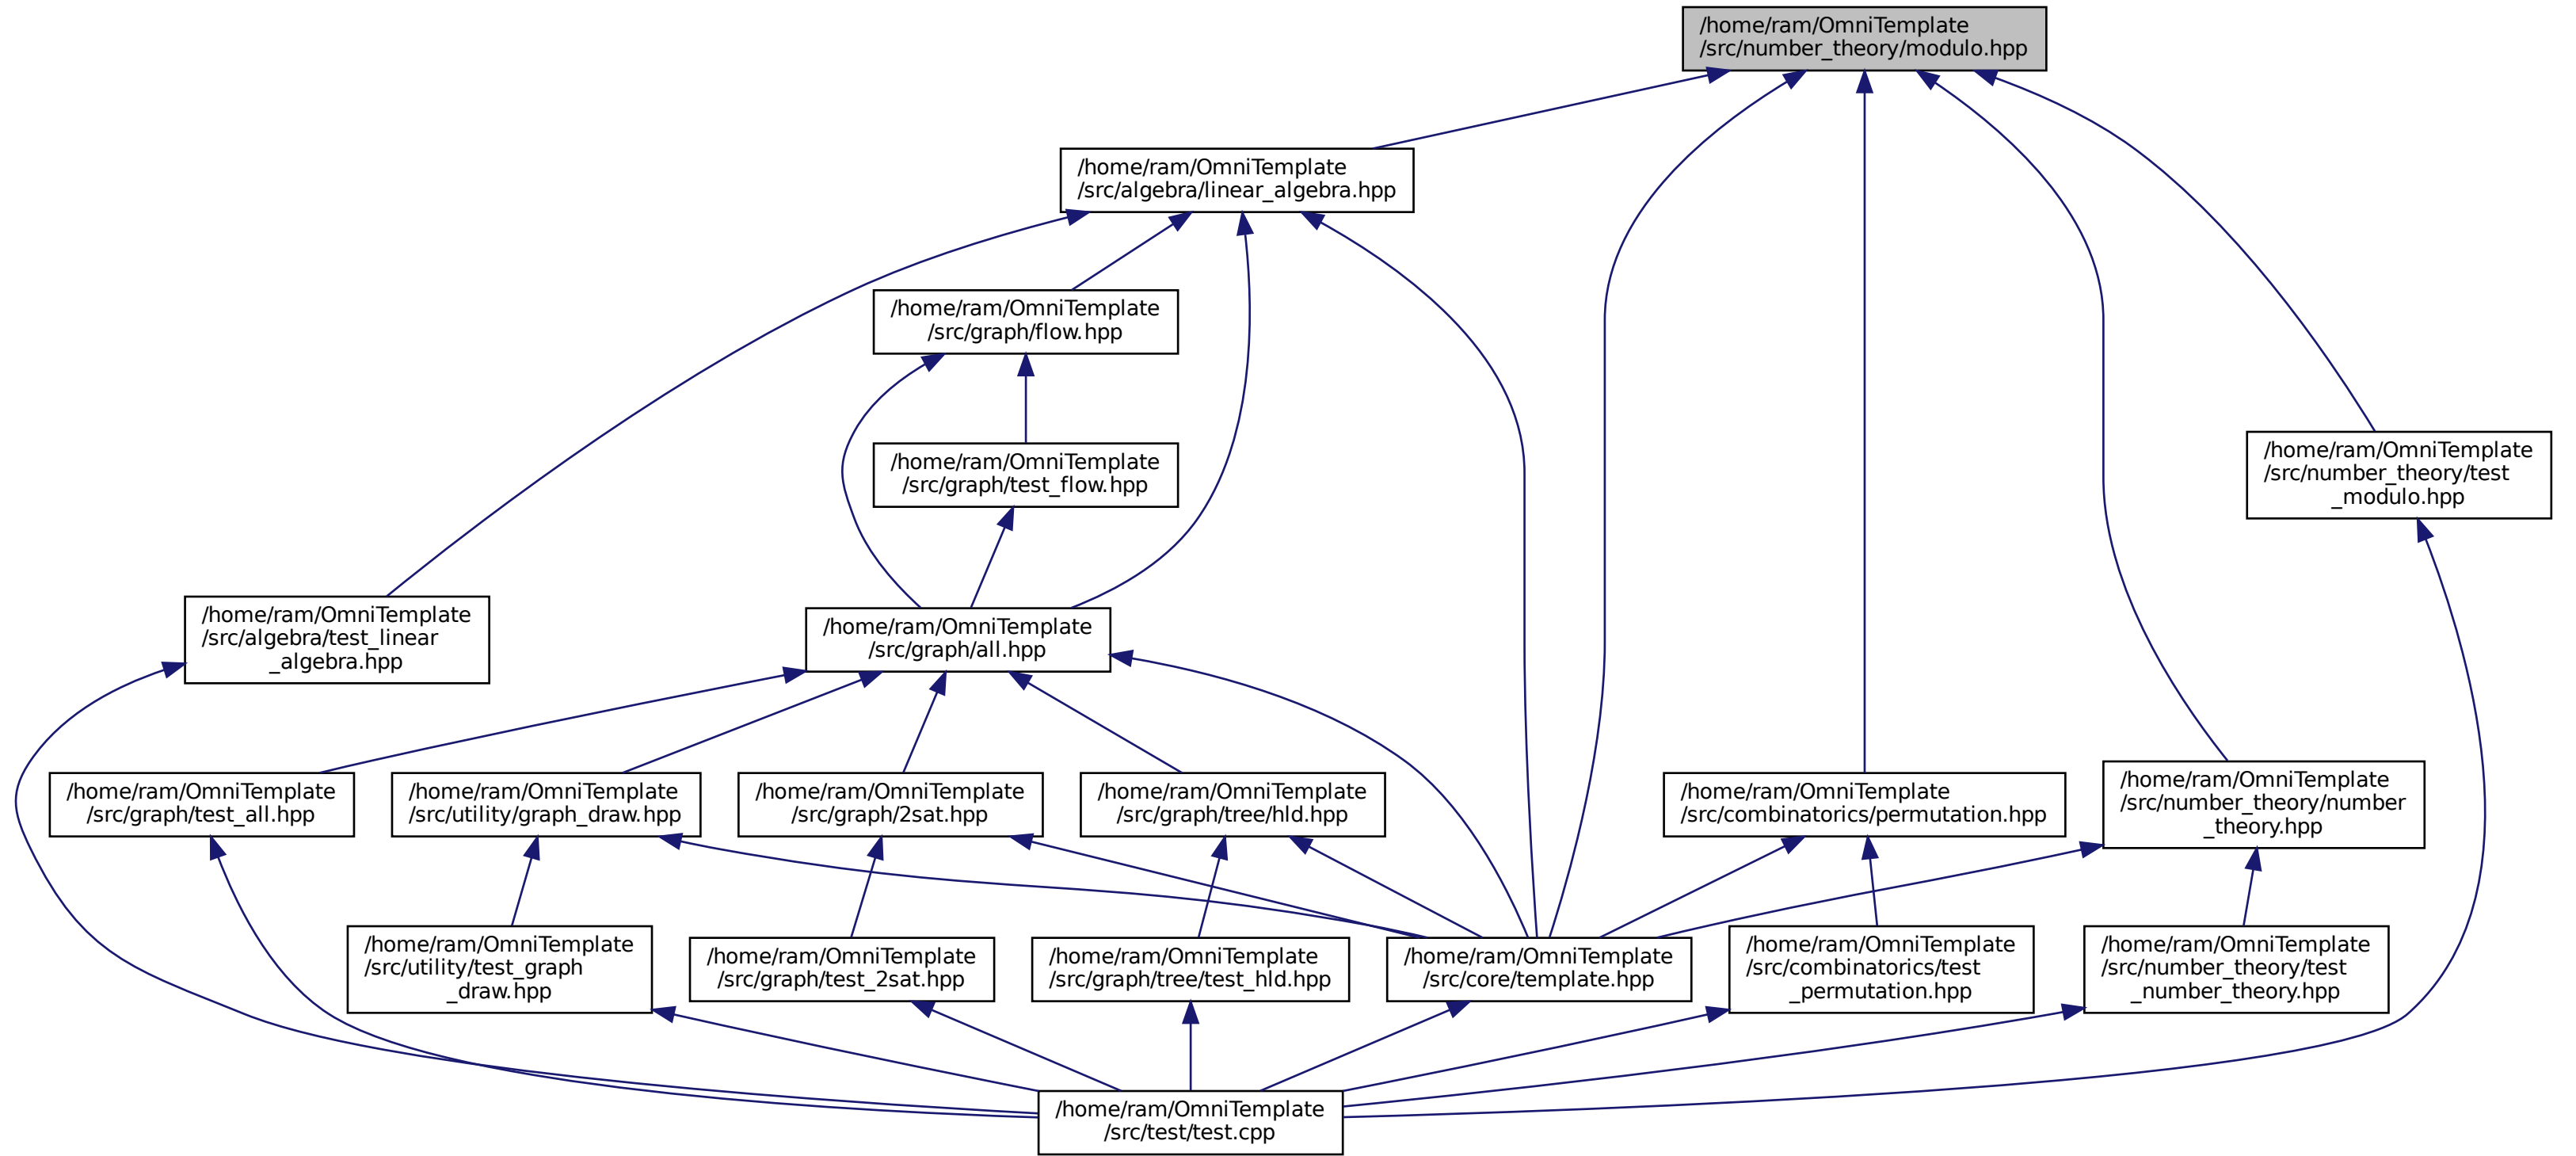 /home/ram/OmniTemplate
/src/number_theory/modulo.hpp
/home/ram/OmniTemplate
/src/algebra/linear_algebra.hpp
/home/ram/OmniTemplate
/src/graph/flow.hpp
/home/ram/OmniTemplate
/src/graph/test_flow.hpp
/home/ram/OmniTemplate
/src/number_theory/test
_modulo.hpp
/home/ram/OmniTemplate
/src/algebra/test_linear
_algebra.hpp
/home/ram/OmniTemplate
/src/graph/all.hpp
/home/ram/OmniTemplate
/src/graph/test_all.hpp
/home/ram/OmniTemplate
/src/utility/graph_draw.hpp
/home/ram/OmniTemplate
/src/graph/2sat.hpp
/home/ram/OmniTemplate
/src/graph/tree/hld.hpp
/home/ram/OmniTemplate
/src/combinatorics/permutation.hpp
/home/ram/OmniTemplate
/src/number_theory/number
_theory.hpp
/home/ram/OmniTemplate
/src/utility/test_graph
_draw.hpp
/home/ram/OmniTemplate
/src/graph/test_2sat.hpp
/home/ram/OmniTemplate
/src/graph/tree/test_hld.hpp
/home/ram/OmniTemplate
/src/core/template.hpp
/home/ram/OmniTemplate
/src/combinatorics/test
_permutation.hpp
/home/ram/OmniTemplate
/src/number_theory/test
_number_theory.hpp
/home/ram/OmniTemplate
/src/test/test.cpp